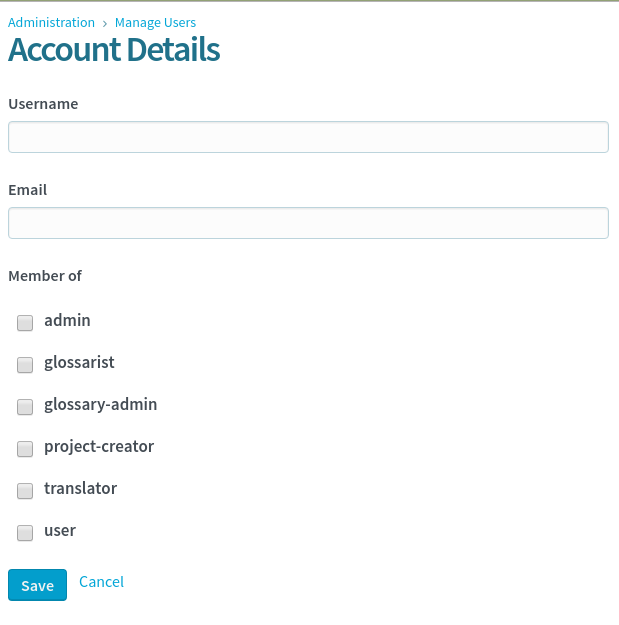 Administration › Manage Users
Account Details
Username
Email
Member of
admin
glossarist
glossary-admin
project-creator
translator
user
Save Cancel